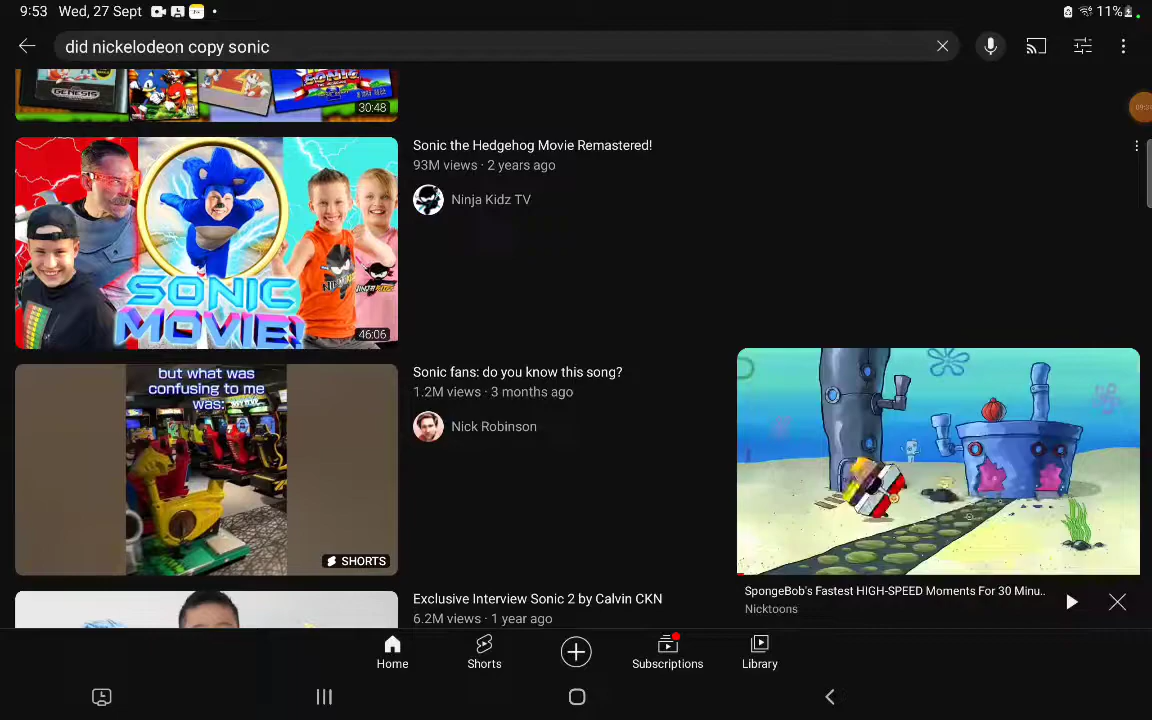 9:53 Wed, 27 Sept
11%
did nickelodeon copy sonic
GENESIS
SONIC
30:48
Sonic the Hedgehog Movie Remastered!
93M views · 2 years ago
Ninja Kidz TV
SONIC
MOVIE!
46:06
but what was
confusing to me
was:
Sonic fans: do you know this song?
1.2M views · 3 months ago
Nick Robinson
SHORTS
SpongeBob's Fastest HIGH-SPEED Moments For 30 Minu..
Nicktoons
Exclusive Interview Sonic 2 by Calvin CKN
6.2M views · 1 year ago
Home
Shorts
Subscriptions
Library